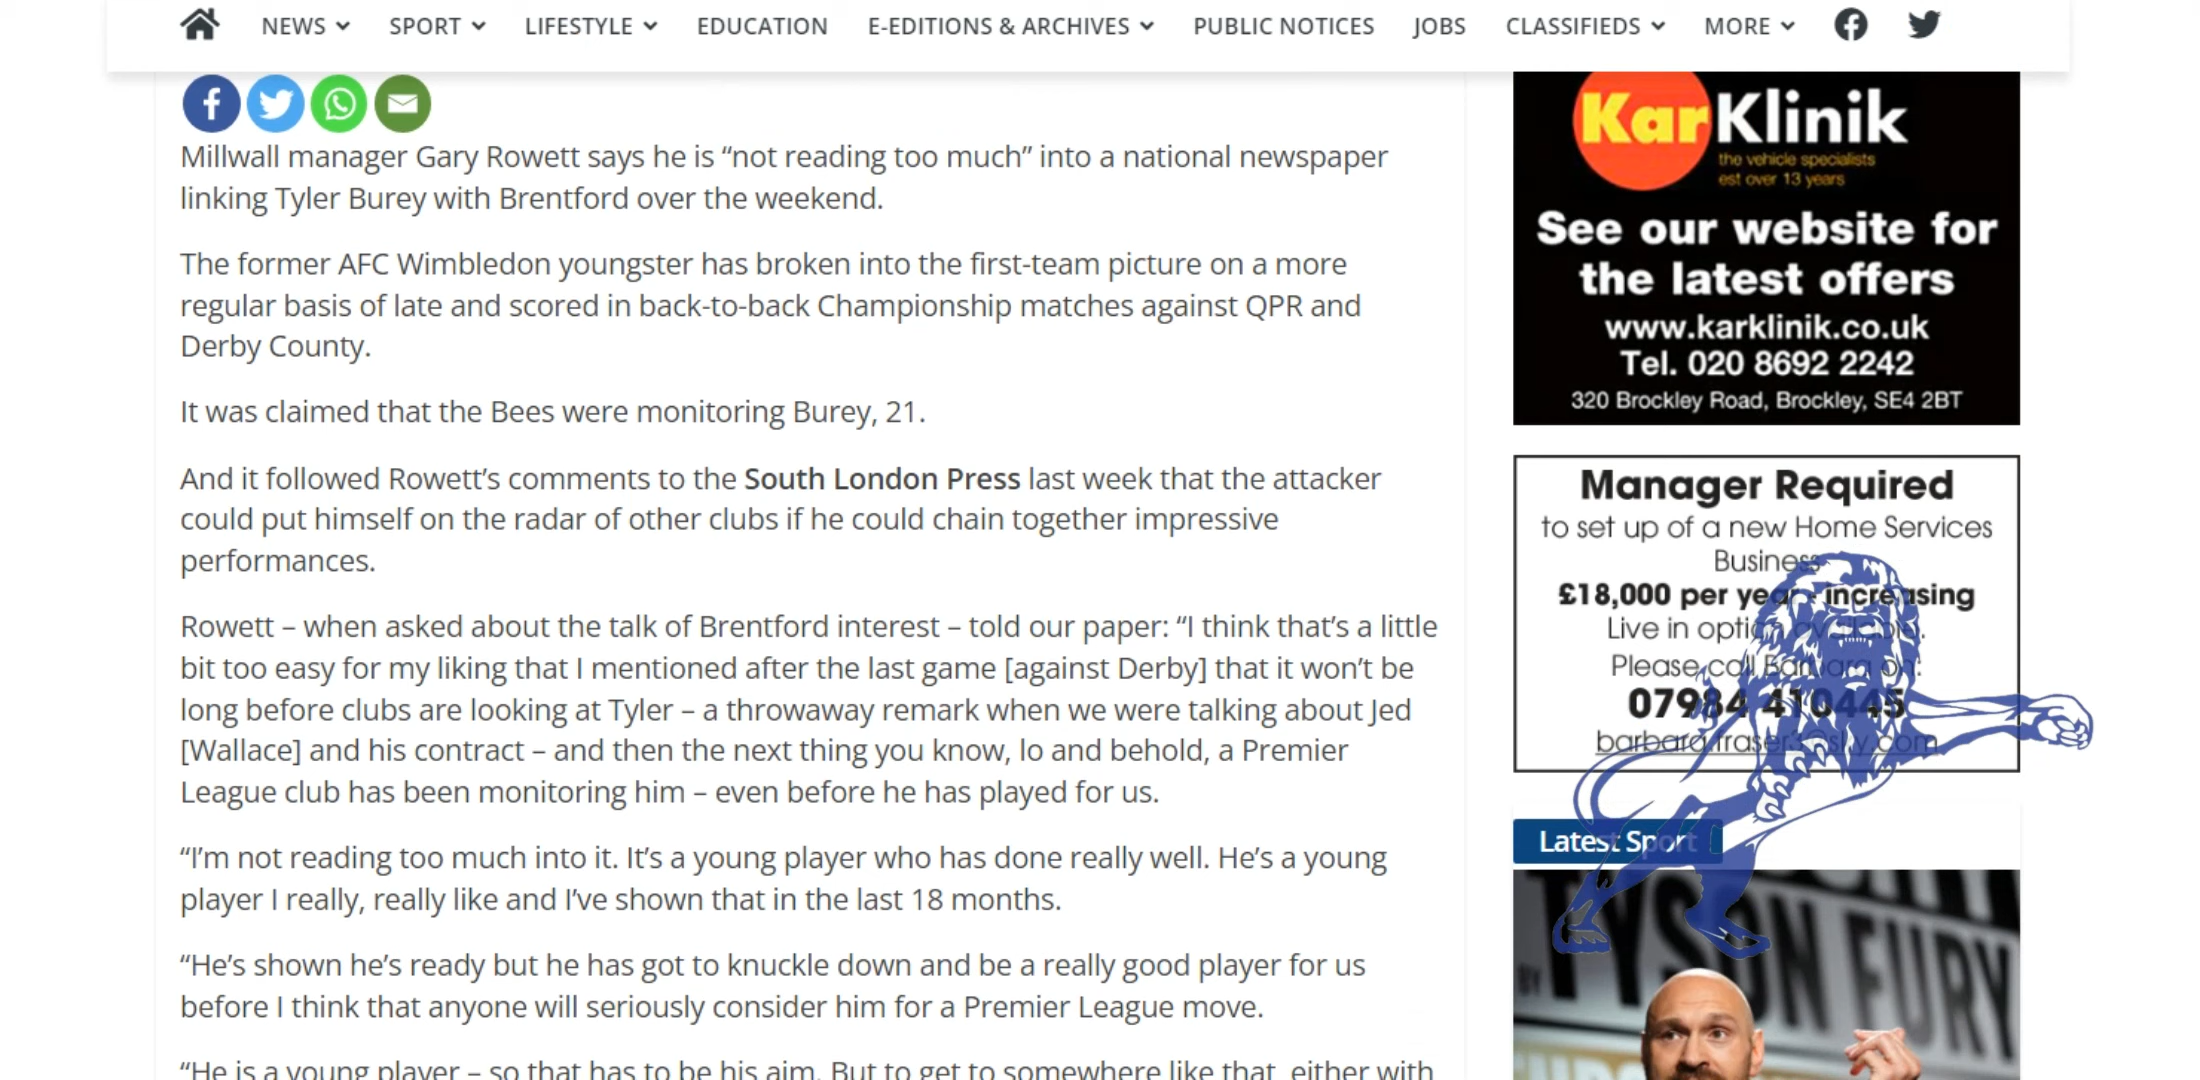 NEWS SPORT LIFESTYLE EDUCATION E-EDITIONS & ARCHIVES PUBLIC NOTICES JOBS CLASSIFIEDS MORE
Millwall manager Gary Rowett says he is “not reading too much” into a national newspaper
linking Tyler Burey with Brentford over the weekend.
The former AFC Wimbledon youngster has broken into the first-team picture on a more
regular basis of late and scored in back-to-back Championship matches against QPR and
Derby County.
It was claimed that the Bees were monitoring Burey, 21.
And it followed Rowett’s comments to the South London Press last week that the attacker
could put himself on the radar of other clubs if he could chain together impressive
performances.
Rowett – when asked about the talk of Brentford interest – told our paper: “I think that’s a little
bit too easy for my liking that I mentioned after the last game [against Derby] that it won’t be
long before clubs are looking at Tyler – a throwaway remark when we were talking about Jed
[Wallace] and his contract – and then the next thing you know, lo and behold, a Premier
League club has been monitoring him – even before he has played for us.
“I’m not reading too much into it. It’s a young player who has done really well. He’s a young
player I really, really like and I’ve shown that in the last 18 months.
“He’s shown he’s ready but he has got to knuckle down and be a really good player for us
before I think that anyone will seriously consider him for a Premier League move.
“He is a young player – so that has to be his aim. But to get to somewhere like that, either with
KarKlinik
the vehicle specialists
est over 13 years
See our website for
the latest offers
www.karklinik.co.uk
Tel. 020 8692 2242
320 Brockley Road, Brockley, SE4 2BT
Manager Required
to set up of a new Home Services
Business
£18,000 per year - increasing
Live in option available.
Please call Barbara on:
07984 410445
Latest Sport
BY TYSON FURY